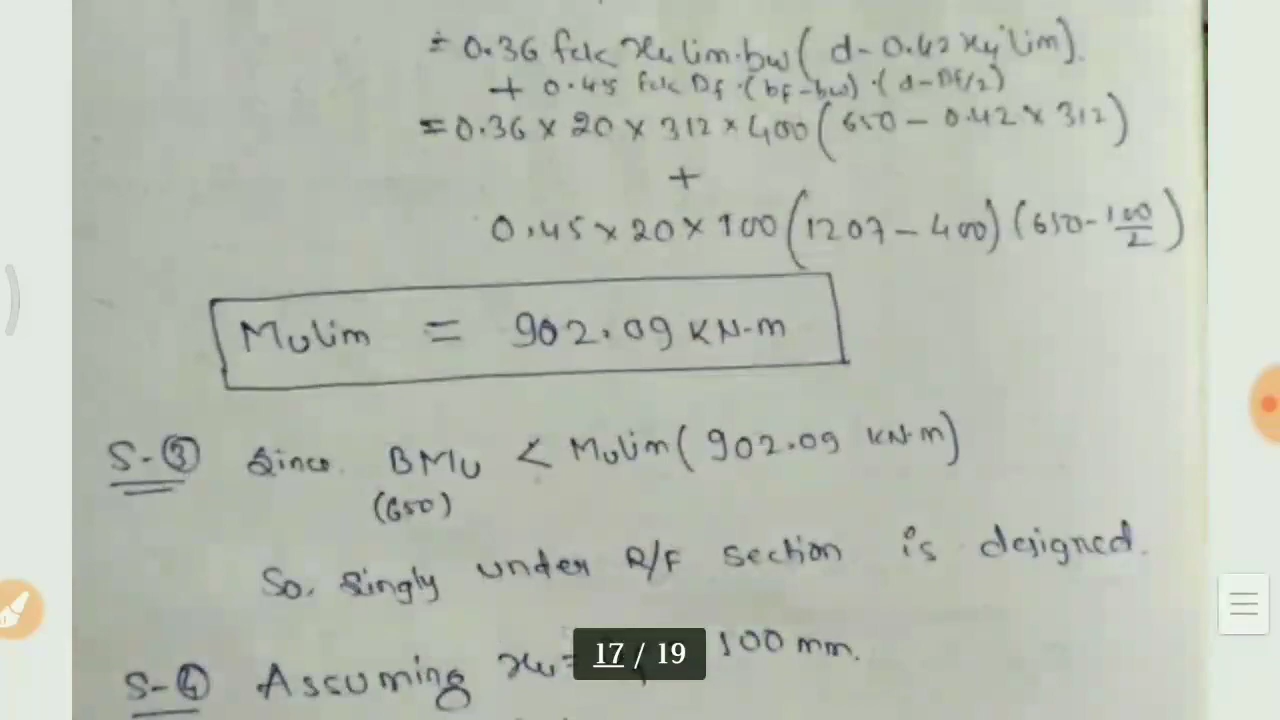 = 0.36 fck xu lim.bw ( d - 0.42 xu lim).
+ 0.45 fck Df .(bf-bw) .(d-Df/2)
= 0.36 × 20 × 312 × 400 (650 - 0.42 × 312)
+
0.45 × 20 × 100 (1207 - 400) (650 - 100/2)
Mulim = 902.09 KN-m
S-③ Since. BMu < Mulim( 902.09 KN.m)
(650)
So. Singly under R/F section is designed.
S-④ Assuming xu = 100 mm.
17 / 19